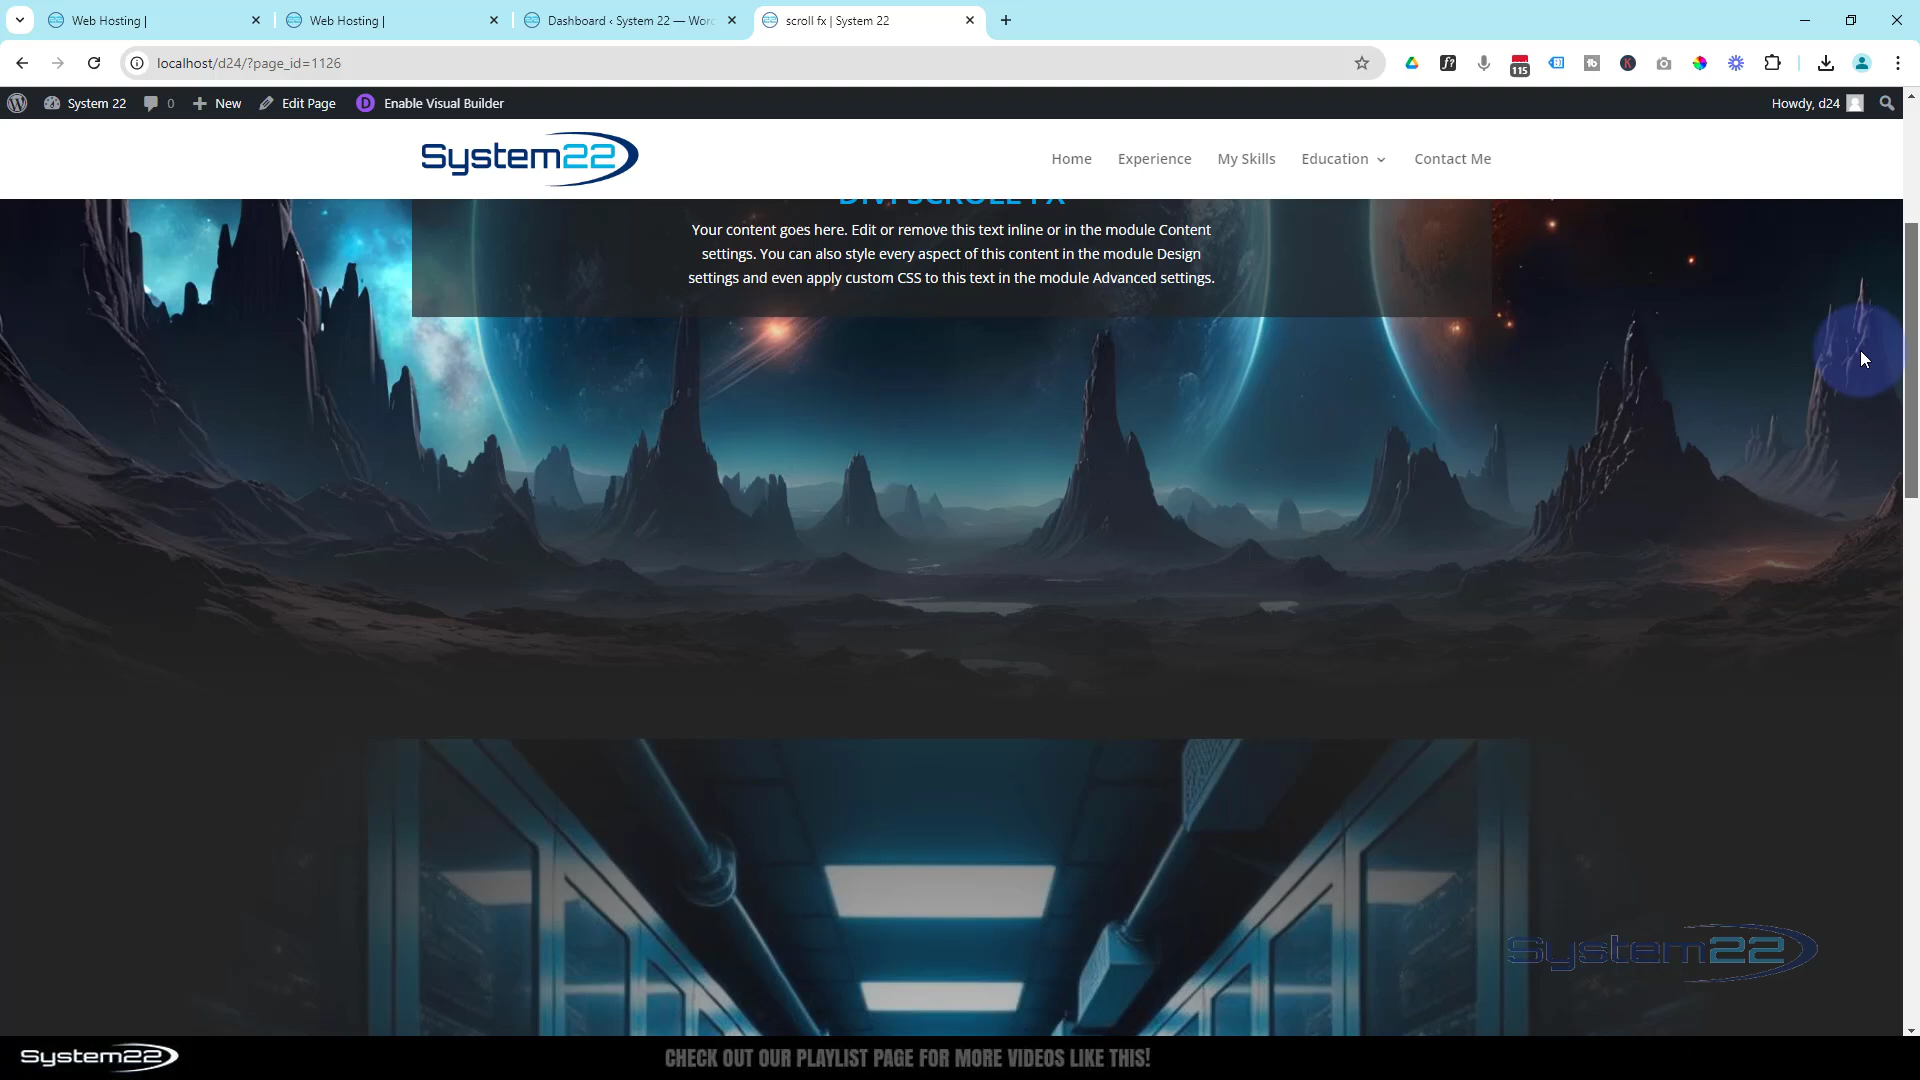 Web Hosting |
Web Hosting |
Dashboard ‹ System 22 — Wor
scroll fx | System 22
localhost/d24/?page_id=1126
f?
115
tb
K
System 22
0
New
Edit Page
D
Enable Visual Builder
Howdy, d24
System22
Home
Experience
My Skills
Education
Contact Me
DIVI SCROLL FX
Your content goes here. Edit or remove this text inline or in the module Content
settings. You can also style every aspect of this content in the module Design
settings and even apply custom CSS to this text in the module Advanced settings.
System22
System22
CHECK OUT OUR PLAYLIST PAGE FOR MORE VIDEOS LIKE THIS!